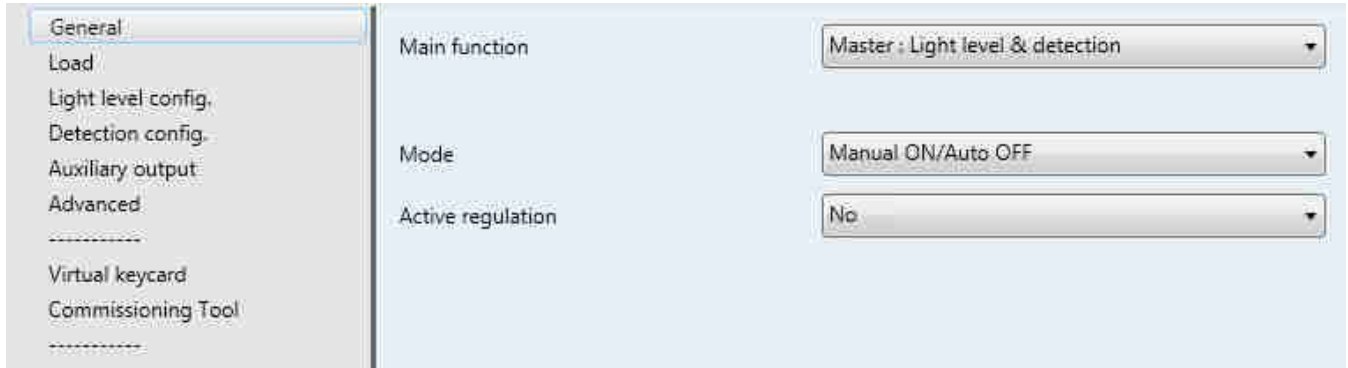 General
Load
Light level config.
Detection config.
Auxiliary output
Advanced
-----------
Virtual keycard
Commissioning Tool
-----------
Main function Master : Light level & detection
Mode Manual ON/Auto OFF
Active regulation No